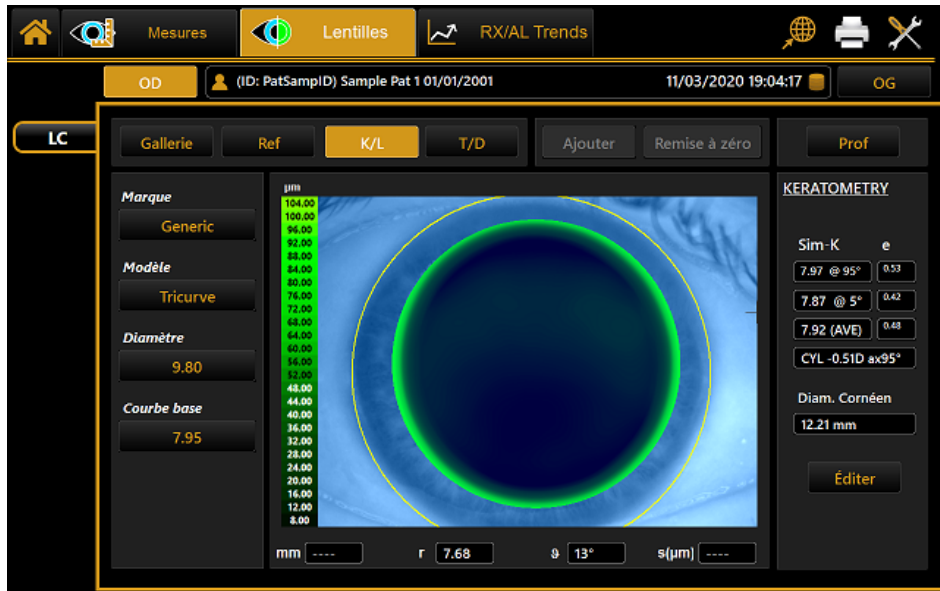 Mesures
Lentilles
RX/AL Trends
OD
(ID: PatSampID) Sample Pat 1 01/01/2001
11/03/2020 19:04:17
OG
LC
Gallerie
Ref
K/L
T/D
Ajouter
Remise à zéro
Prof
Marque
Generic
Modèle
Tricurve
Diamètre
9.80
Courbe base
7.95
µm
104.00
100.00
96.00
92.00
88.00
84.00
80.00
76.00
72.00
68.00
64.00
60.00
56.00
52.00
48.00
44.00
40.00
36.00
32.00
28.00
24.00
20.00
16.00
12.00
8.00
mm ----
r 7.68
ϑ 13°
s(µm) ----
KERATOMETRY
Sim-K e
7.97 @ 95° 0.53
7.87 @ 5° 0.42
7.92 (AVE) 0.48
CYL -0.51D ax95°
Diam. Cornéen
12.21 mm
Éditer